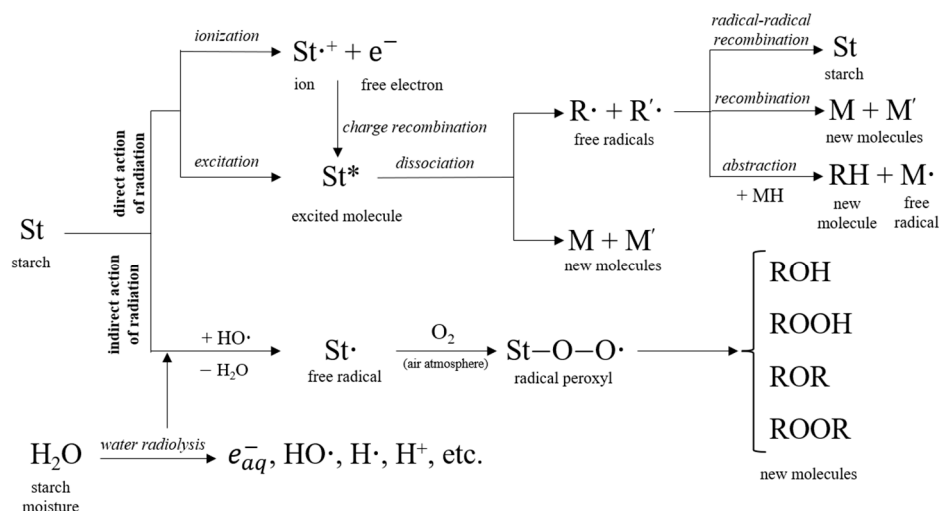 ionization
St·⁺ + e⁻
ion
free electron
charge recombination
excitation
St*
excited molecule
dissociation
R· + R′·
free radicals
radical-radical
recombination
St
starch
recombination
M + M′
new molecules
abstraction
+ MH
RH + M·
new
molecule
free
radical
M + M′
new molecules
direct action
of radiation
St
starch
indirect action
of radiation
+ HO·
− H₂O
St·
free radical
O₂
(air atmosphere)
St−O−O·
radical peroxyl
ROH
ROOH
ROR
ROOR
new molecules
H₂O
starch
moisture
water radiolysis
e⁻aq, HO·, H·, H⁺, etc.